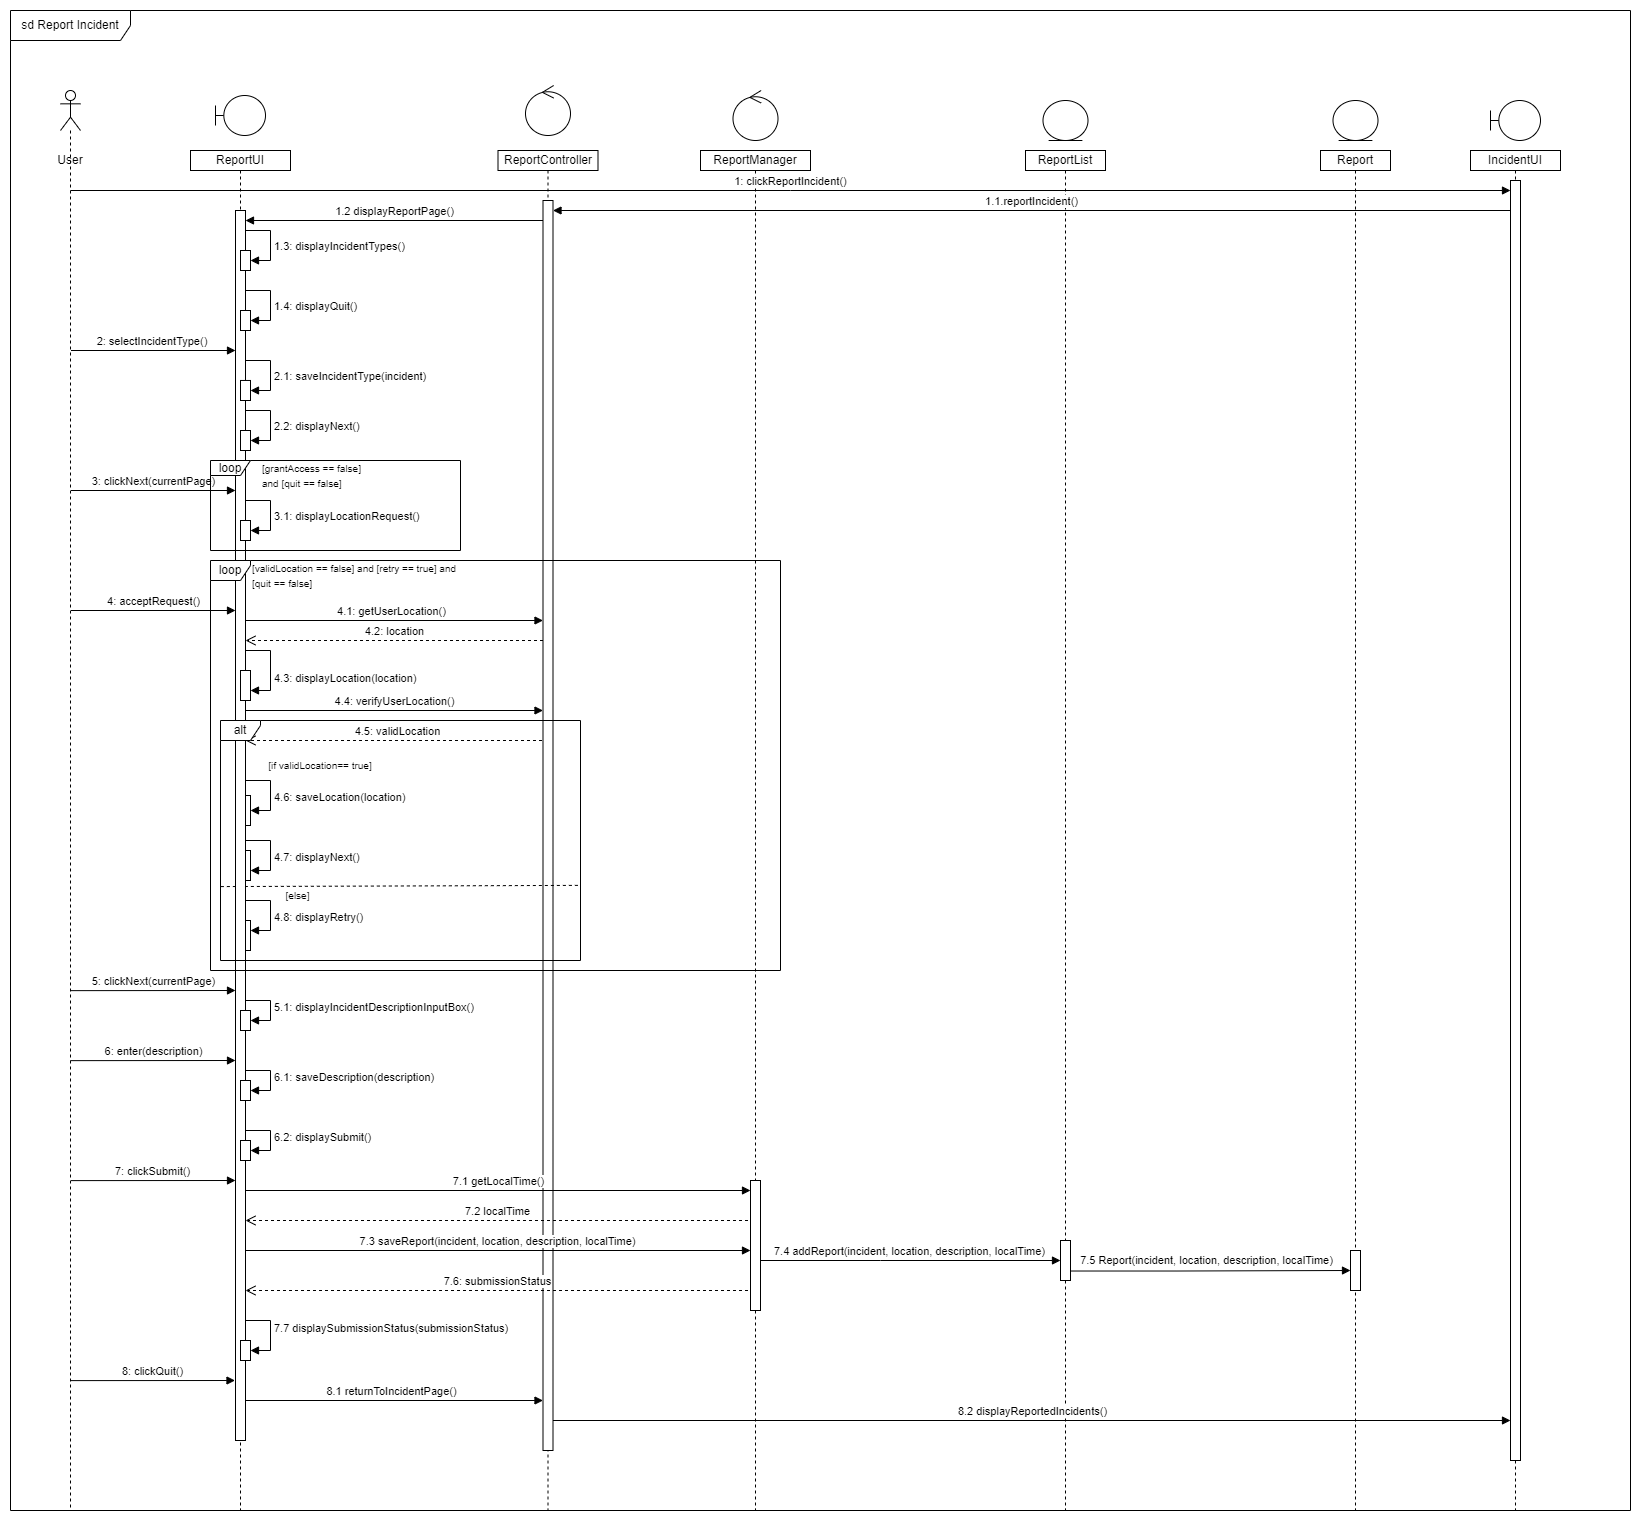 sd Report Incident
User
ReportUI
ReportController
ReportManager
ReportList
Report
IncidentUI
1: clickReportIncident()
1.1.reportIncident()
1.2 displayReportPage()
1.3: displayIncidentTypes()
1.4: displayQuit()
2: selectIncidentType()
2.1: saveIncidentType(incident)
2.2: displayNext()
loop
[grantAccess == false]
and [quit == false]
3: clickNext(currentPage)
3.1: displayLocationRequest()
loop
[validLocation == false] and [retry == true] and
[quit == false]
4: acceptRequest()
4.1: getUserLocation()
4.2: location
4.3: displayLocation(location)
4.4: verifyUserLocation()
alt
4.5: validLocation
[if validLocation== true]
4.6: saveLocation(location)
4.7: displayNext()
[else]
4.8: displayRetry()
5: clickNext(currentPage)
5.1: displayIncidentDescriptionInputBox()
6: enter(description)
6.1: saveDescription(description)
6.2: displaySubmit()
7: clickSubmit()
7.1 getLocalTime()
7.2 localTime
7.3 saveReport(incident, location, description, localTime)
7.4 addReport(incident, location, description, localTime)
7.5 Report(incident, location, description, localTime)
7.6: submissionStatus
7.7 displaySubmissionStatus(submissionStatus)
8: clickQuit()
8.1 returnToIncidentPage()
8.2 displayReportedIncidents()